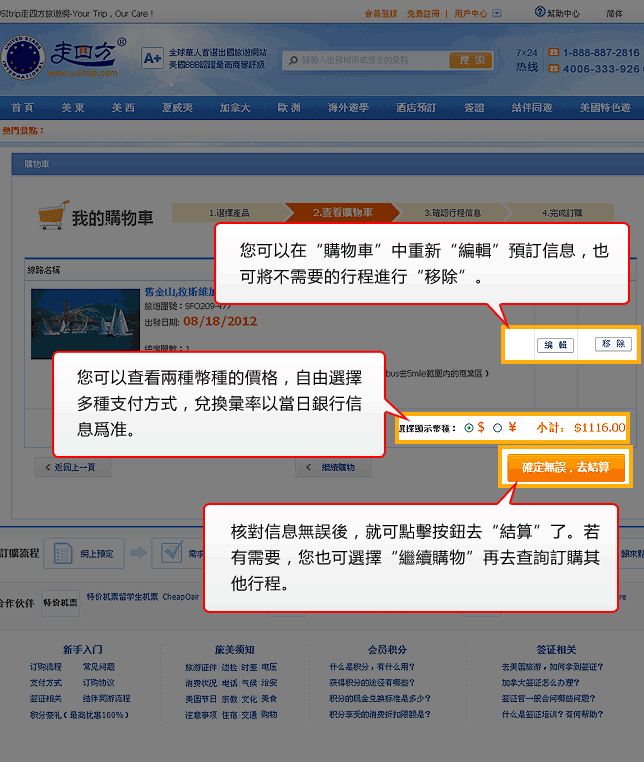 USItrip走四方旅遊網-Your Trip, Our Care !
會員登錄 免費註冊 | 用戶中心
幫助中心 简体
UNITED STATES
INTERNATIONAL
走四方®
www.usitrip.com
A+
全球華人首選出國旅遊網站
美國BBB認證最高商譽評級
請輸入出發城市或想去的景點
搜 索
7x24
热线
1-888-887-2816
4006-333-926
首 頁 美 東 美 西 夏威夷 加拿大 歐 洲 海外遊學 酒店預訂 簽證 結伴同遊 美國特色遊
熱門景點：
購物車
我的購物車
1.選擇產品 2.查看購物車 3.確認行程信息 4.完成訂購
您可以在“購物車”中重新“編輯”預訂信息，也
可將不需要的行程進行“移除”。
線路名稱
舊金山,拉斯維加
旅遊團號：SFO209-477
出發日期: 08/18/2012
編 輯
移 除
bus去5mile範圍內的商業區）
您可以查看兩種幣種的價格，自由選擇
多種支付方式，兌換彙率以當日銀行信
息爲准。
選擇顯示幣種： $ ¥ 小計： $1116.00
< 返回上一頁
< 繼續購物
確定無誤，去結算
核對信息無誤後，就可點擊按鈕去“結算”了。若
有需要，您也可選擇“繼續購物”再去查詢訂購其
他行程。
訂購流程 網上預定
合作伙伴 特价机票 特价机票留学生机票 CheapOair
新手入门 旅美须知 会员积分 签证相关
订购流程 常见问题 旅游证件 边检 时差 电压 什么是积分，有什么用? 去美国旅游，如何拿到签证?
支付方式 订购协议 消费状况 电话 气候 治安 获得积分的途径有哪些? 加拿大签证怎么办理?
签证相关 结伴同游流程 美国节日 宗教 文化 美食 积分的现金兑换标准是多少? 签证官一般会问哪些问题?
积分豪礼（最高优惠100%） 注意事项 住宿 交通 购物 积分享受的消费折扣限额是? 什么是签证培训? 有何帮助?